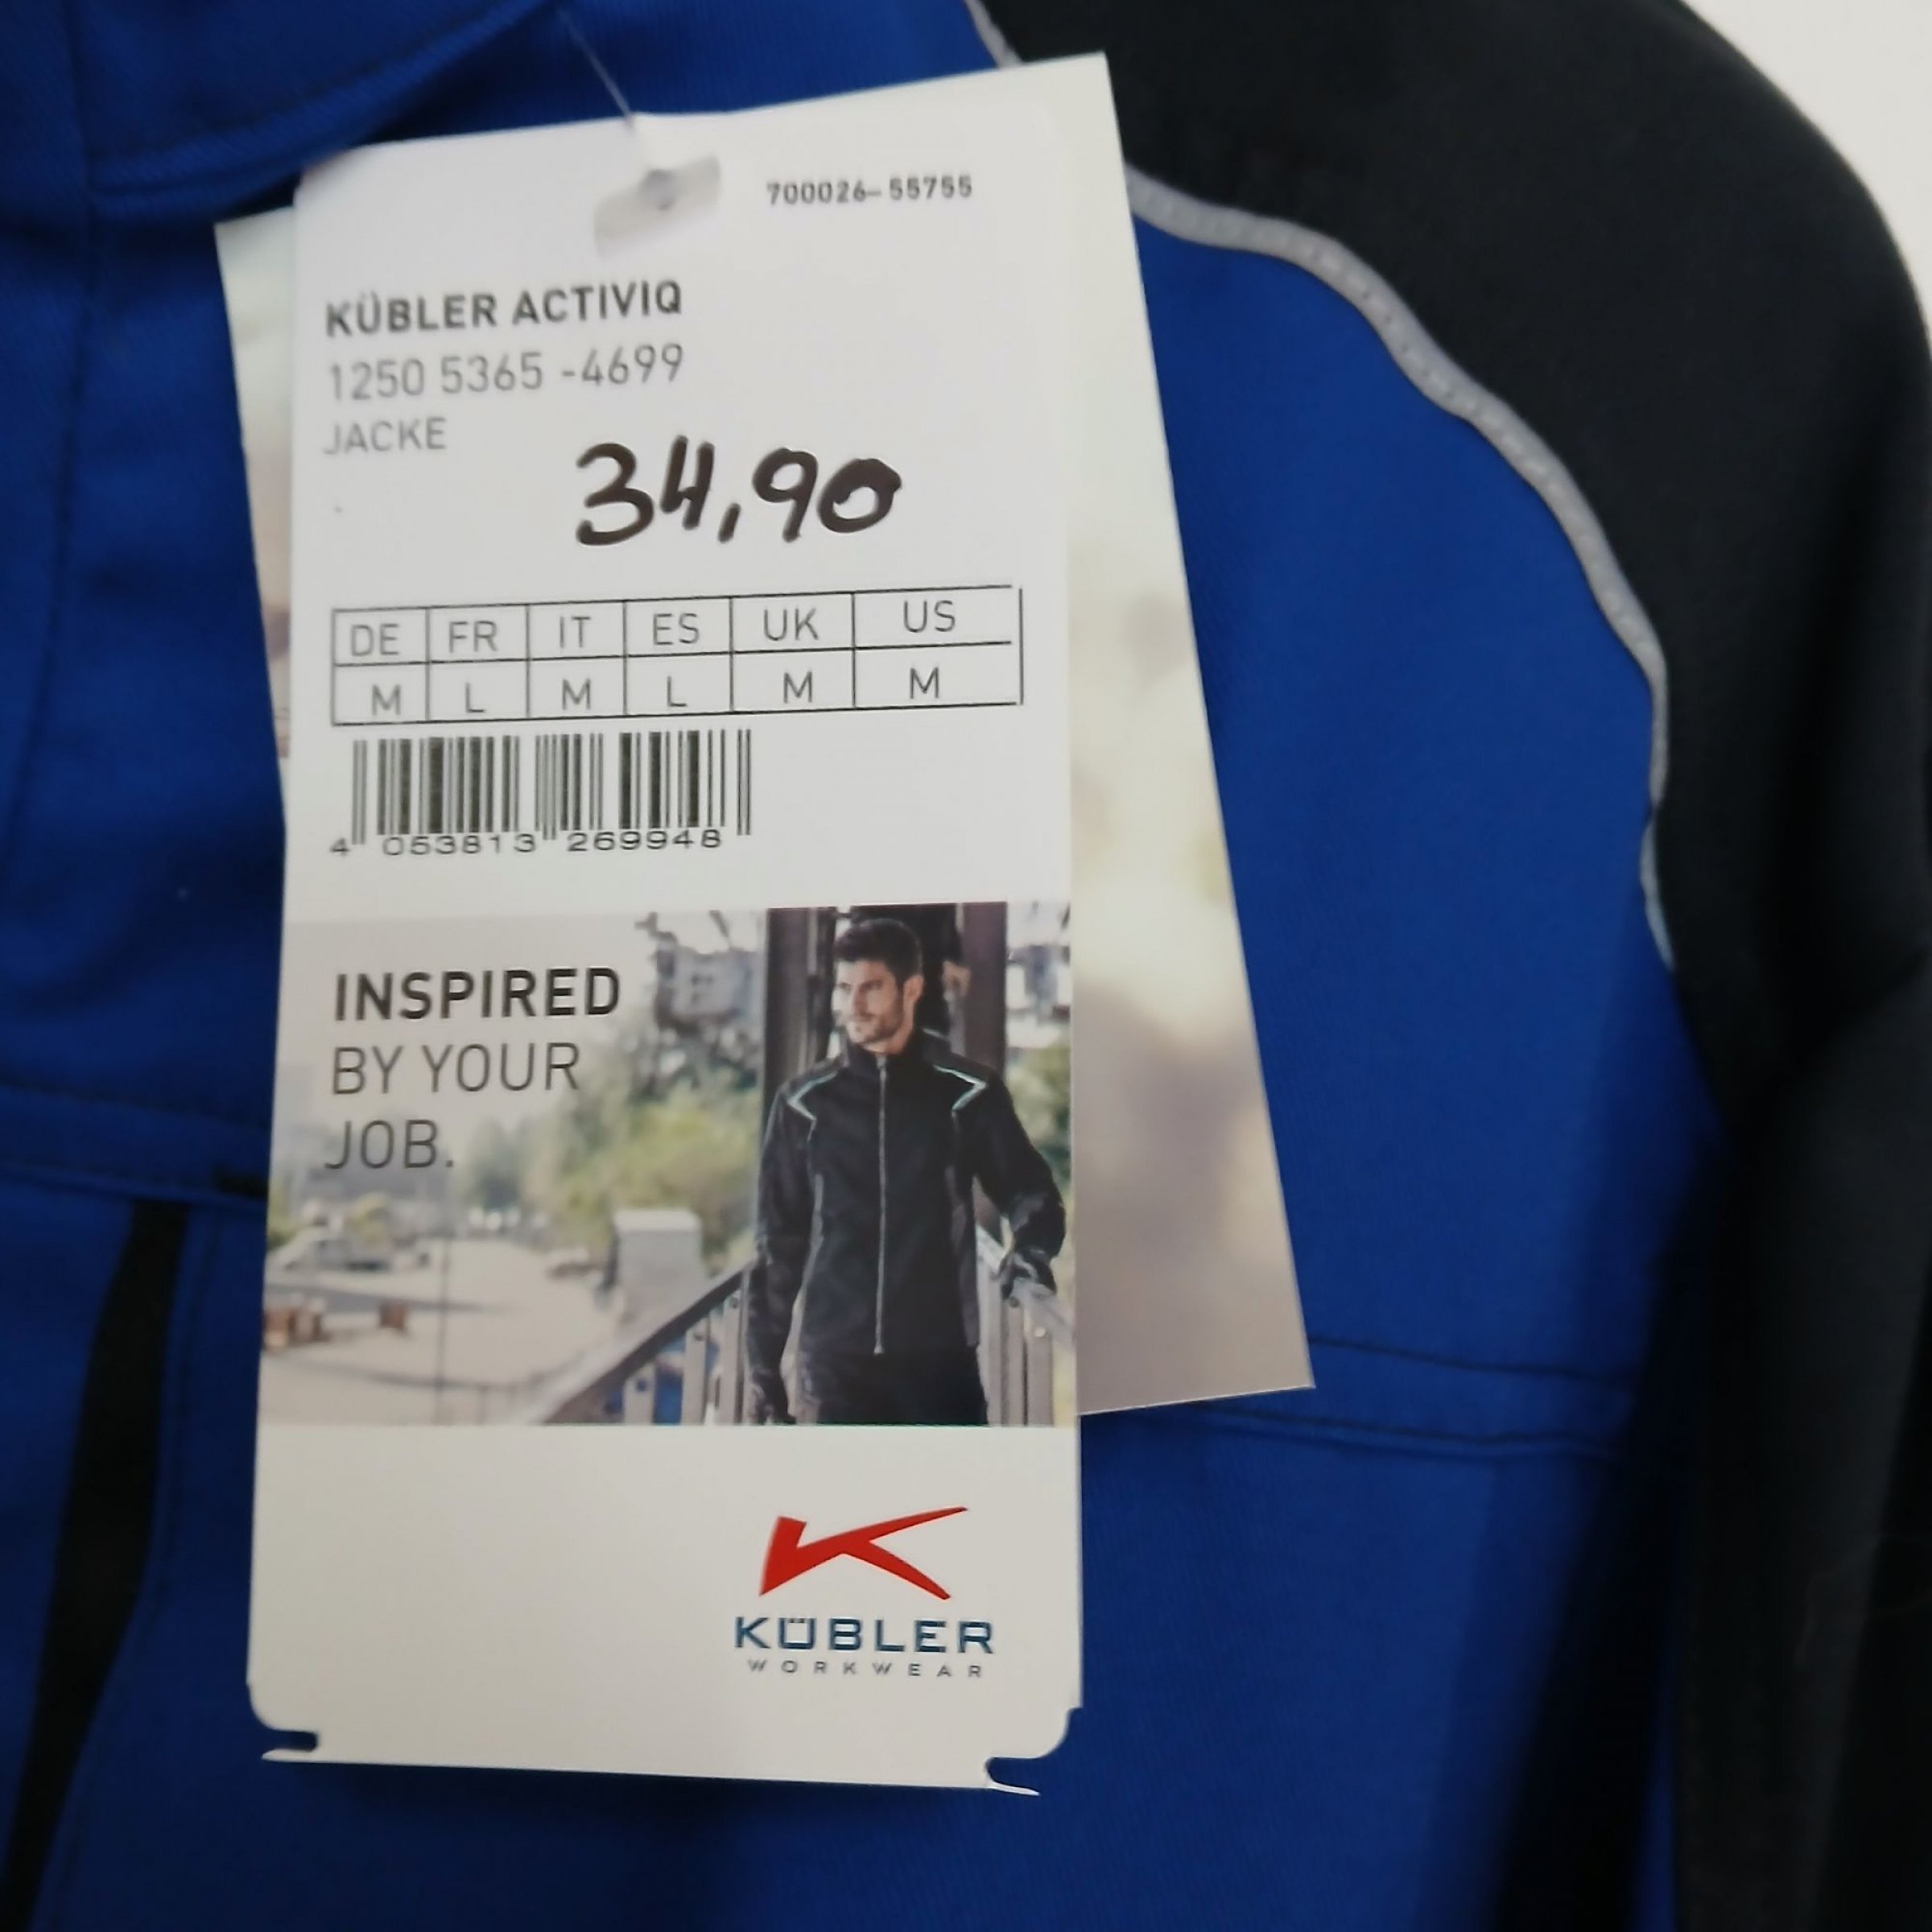 700026-55755
KÜBLER ACTIVIQ
1250 5365 -4699
JACKE
34,90
DE FR IT ES UK US
M L M L M M
4 053813 269948
INSPIRED
BY YOUR
JOB.
KÜBLER
WORKWEAR